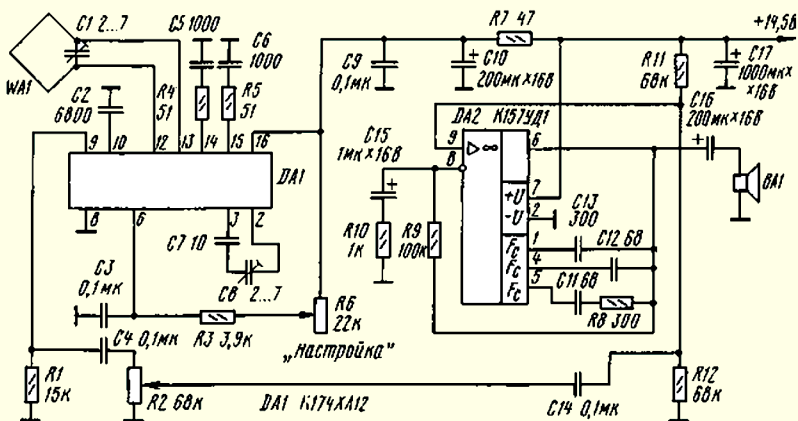 C1 2...7
C5 1000
C6
1000
R7 47
+14,5В
WA1
C2
6800
R4
51
R5
51
C9
0,1мк
C10
200мк×16В
R11
68к
C17
1000мк×
×16В
C16
200мк×16В
DA2 К157УД1
C15
1мк×16В
9 10 12 13 14 15 16
DA1
8 6 3 2
9
8
▷∞
6
+U 7
-U 2
Fc 1
Fc 4
Fc 5
C13
300
BA1
C7 10
C8 2...7
R10
1к
R9
100к
C12 68
C11 68
R8 300
C3
0,1мк
R3 3,9к
R6
22к
„Настройка"
C4 0,1мк
R1
15к
R2 68к
DA1 К174ХА12
C14 0,1мк
R12
68к